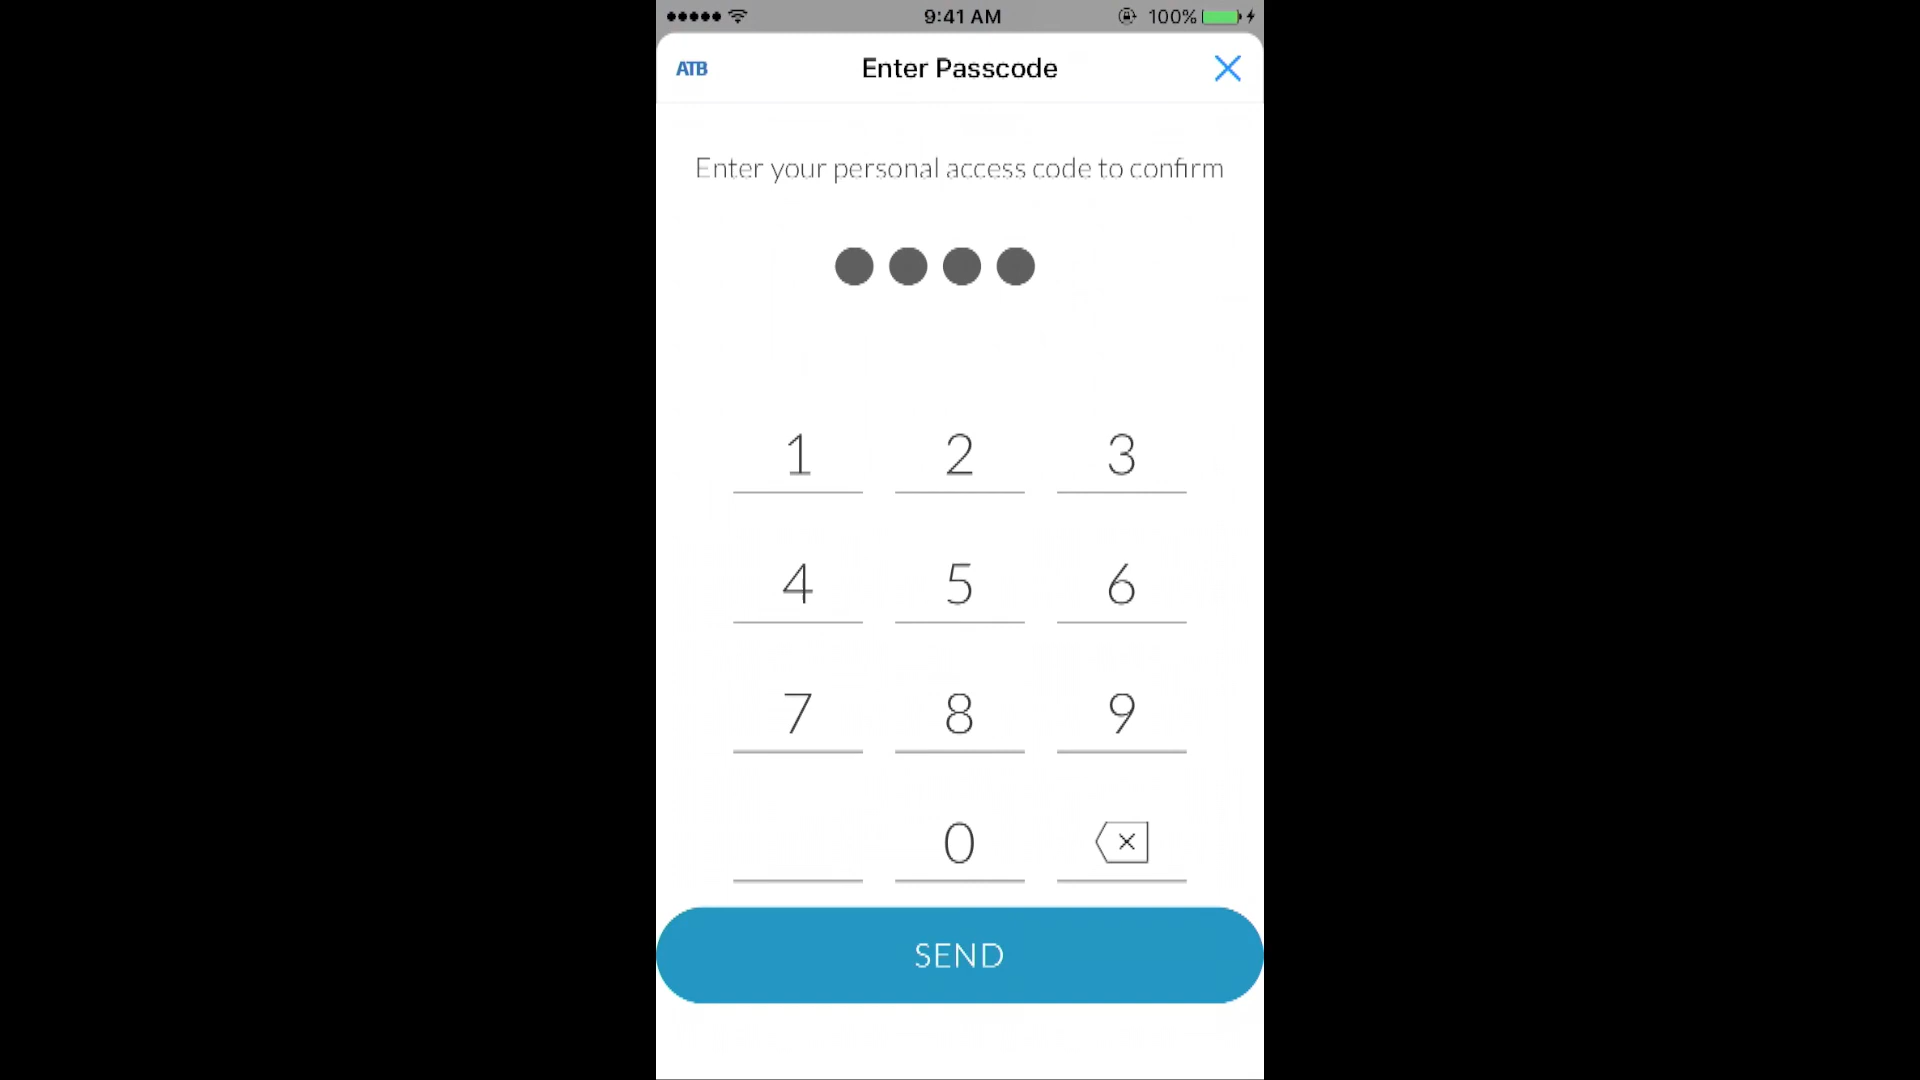 9:41 AM 100%
ATB Enter Passcode
Enter your personal access code to confirm
1 2 3
4 5 6
7 8 9
0
SEND